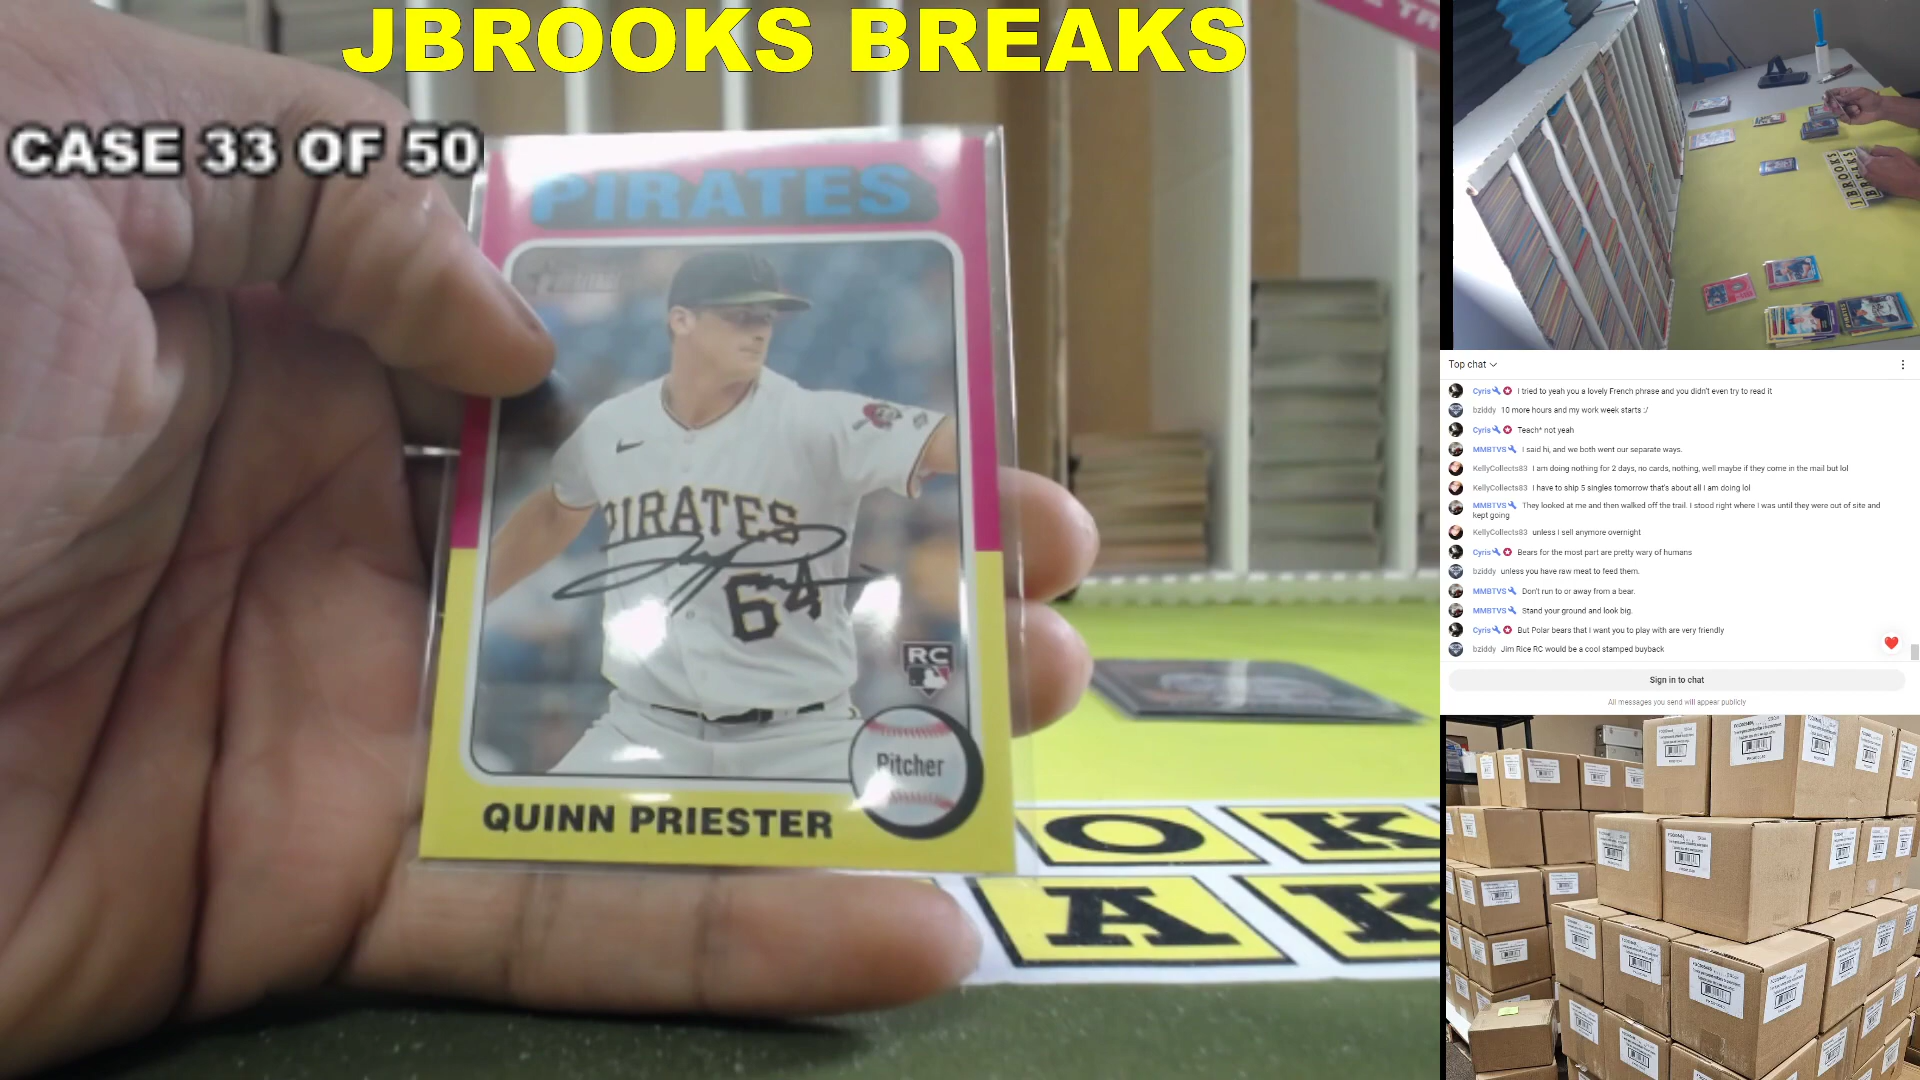 JBROOKS BREAKS
CASE 33 OF 50
PIRATES
PIRATES
64
RC
Pitcher
QUINN PRIESTER
O K
A K
JBROOKS
BREAKS
Top chat
Cyris I tried to yeah you a lovely French phrase and you didn't even try to read it
bziddy 10 more hours and my work week starts :/
Cyris Teach* not yeah
MMBTVS I said hi, and we both went our separate ways.
KellyCollects83 I am doing nothing for 2 days, no cards, nothing, well maybe if they come in the mail but lol
KellyCollects83 I have to ship 5 singles tomorrow that's about all I am doing lol
MMBTVS They looked at me and then walked off the trail. I stood right where I was until they were out of site and
kept going
KellyCollects83 unless I sell anymore overnight
Cyris Bears for the most part are pretty wary of humans
bziddy unless you have raw meat to feed them.
MMBTVS Don't run to or away from a bear.
MMBTVS Stand your ground and look big.
Cyris But Polar bears that I want you to play with are very friendly
bziddy Jim Rice RC would be a cool stamped buyback
Sign in to chat
All messages you send will appear publicly